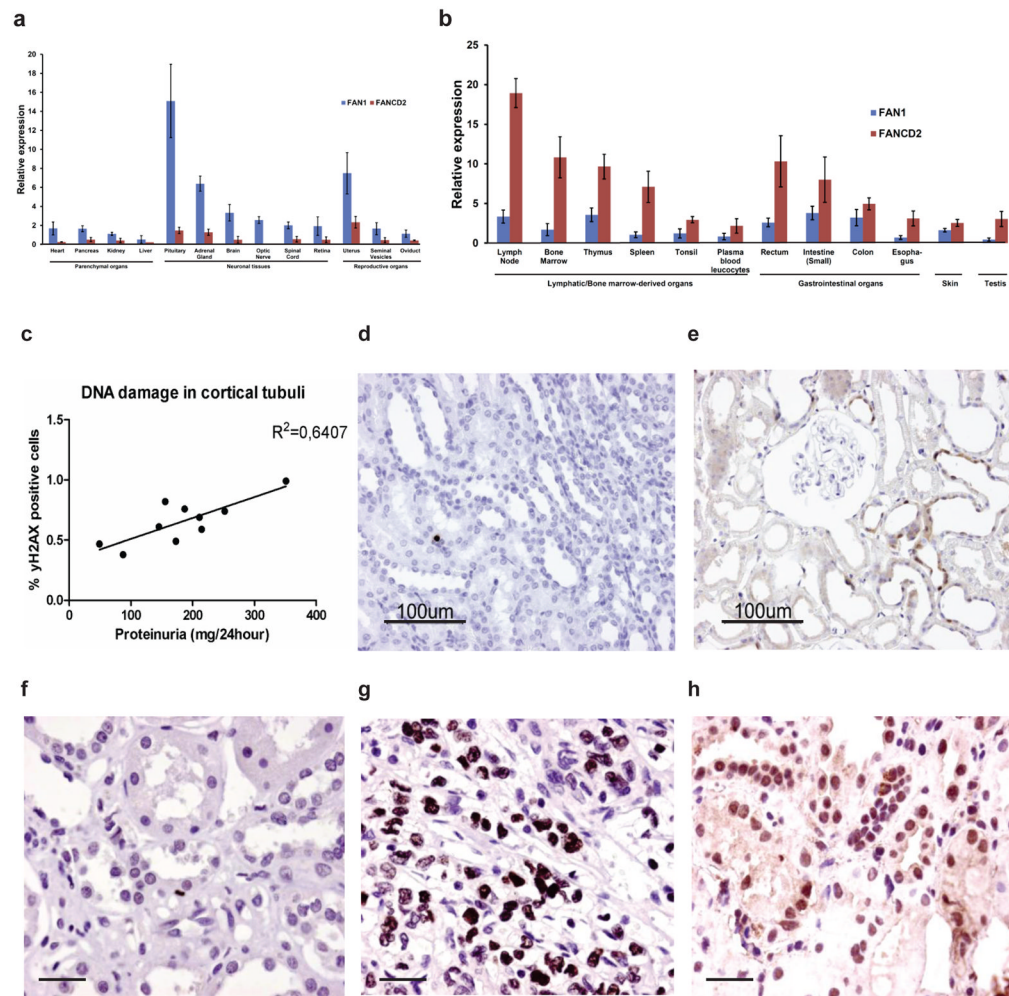 a
20
18
16
14
12
10
8
6
4
2
0
Relative expression
FAN1
FANCD2
Heart Pancreas Kidney Liver Pituitary Adrenal Gland Brain Optic Nerve Spinal Cord Retina Uterus Seminal Vesicles Oviduct
Parenchymal organs Neuronal tissues Reproductive organs
b
25
20
15
10
5
0
Relative expression
FAN1
FANCD2
Lymph Node Bone Marrow Thymus Spleen Tonsil Plasma blood leucocytes Rectum Intestine (Small) Colon Esopha-gus
Lymphatic/Bone marrow-derived organs Gastrointestinal organs Skin Testis
c
DNA damage in cortical tubuli
R²=0,6407
1.5
1.0
0.5
0.0
% yH2AX positive cells
0 100 200 300 400
Proteinuria (mg/24hour)
d
100um
e
100um
f
g
h